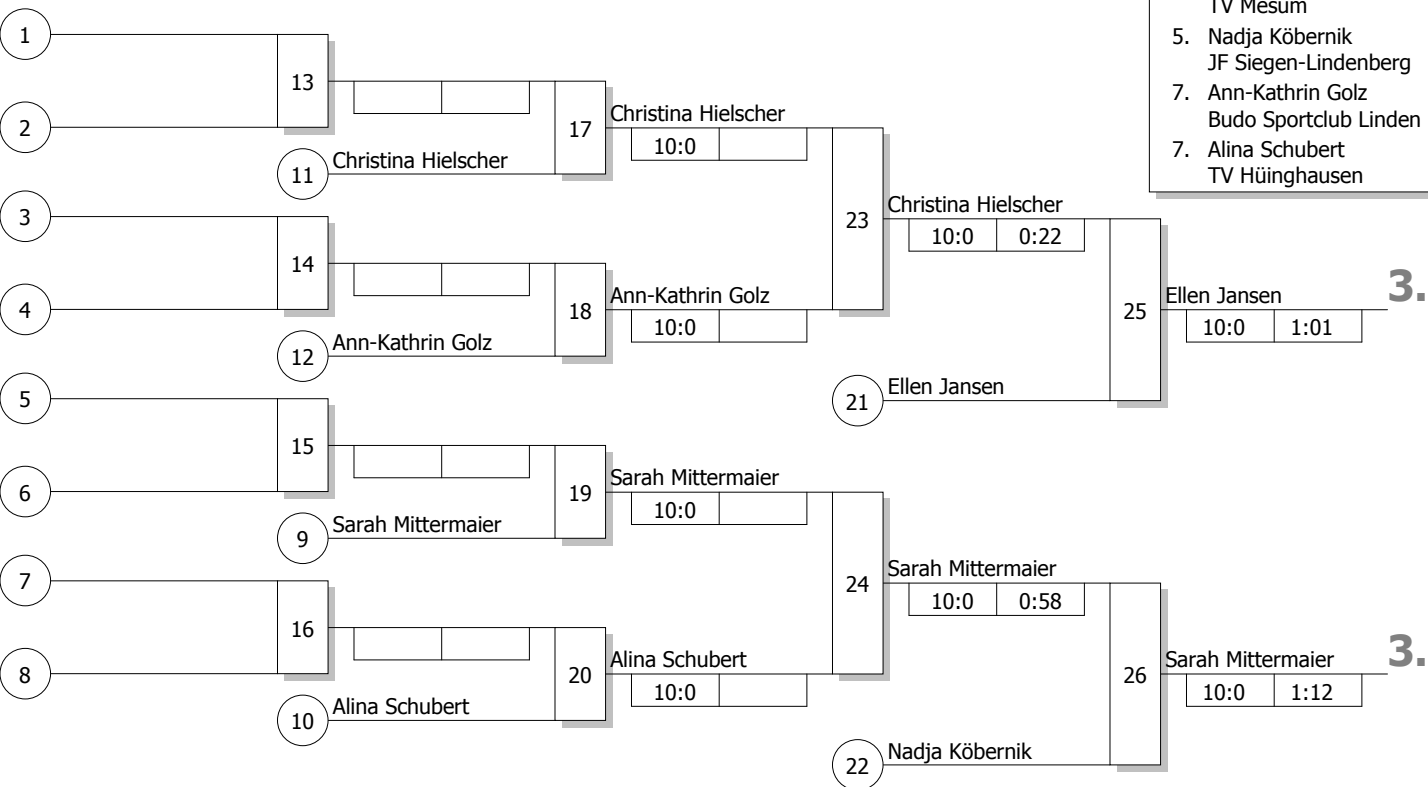 TV Mesum
5. Nadja Köbernik
JF Siegen-Lindenberg
7. Ann-Kathrin Golz
Budo Sportclub Linden
7. Alina Schubert
TV Hüinghausen
1
13
2
17
Christina Hielscher
10:0
11
Christina Hielscher
3
23
Christina Hielscher
10:0 0:22
14
4
18
Ann-Kathrin Golz
10:0
12
Ann-Kathrin Golz
25
Ellen Jansen
3.
10:0 1:01
5
21
Ellen Jansen
15
6
19
Sarah Mittermaier
10:0
9
Sarah Mittermaier
7
24
Sarah Mittermaier
10:0 0:58
16
8
20
Alina Schubert
10:0
10
Alina Schubert
26
Sarah Mittermaier
3.
10:0 1:12
22
Nadja Köbernik